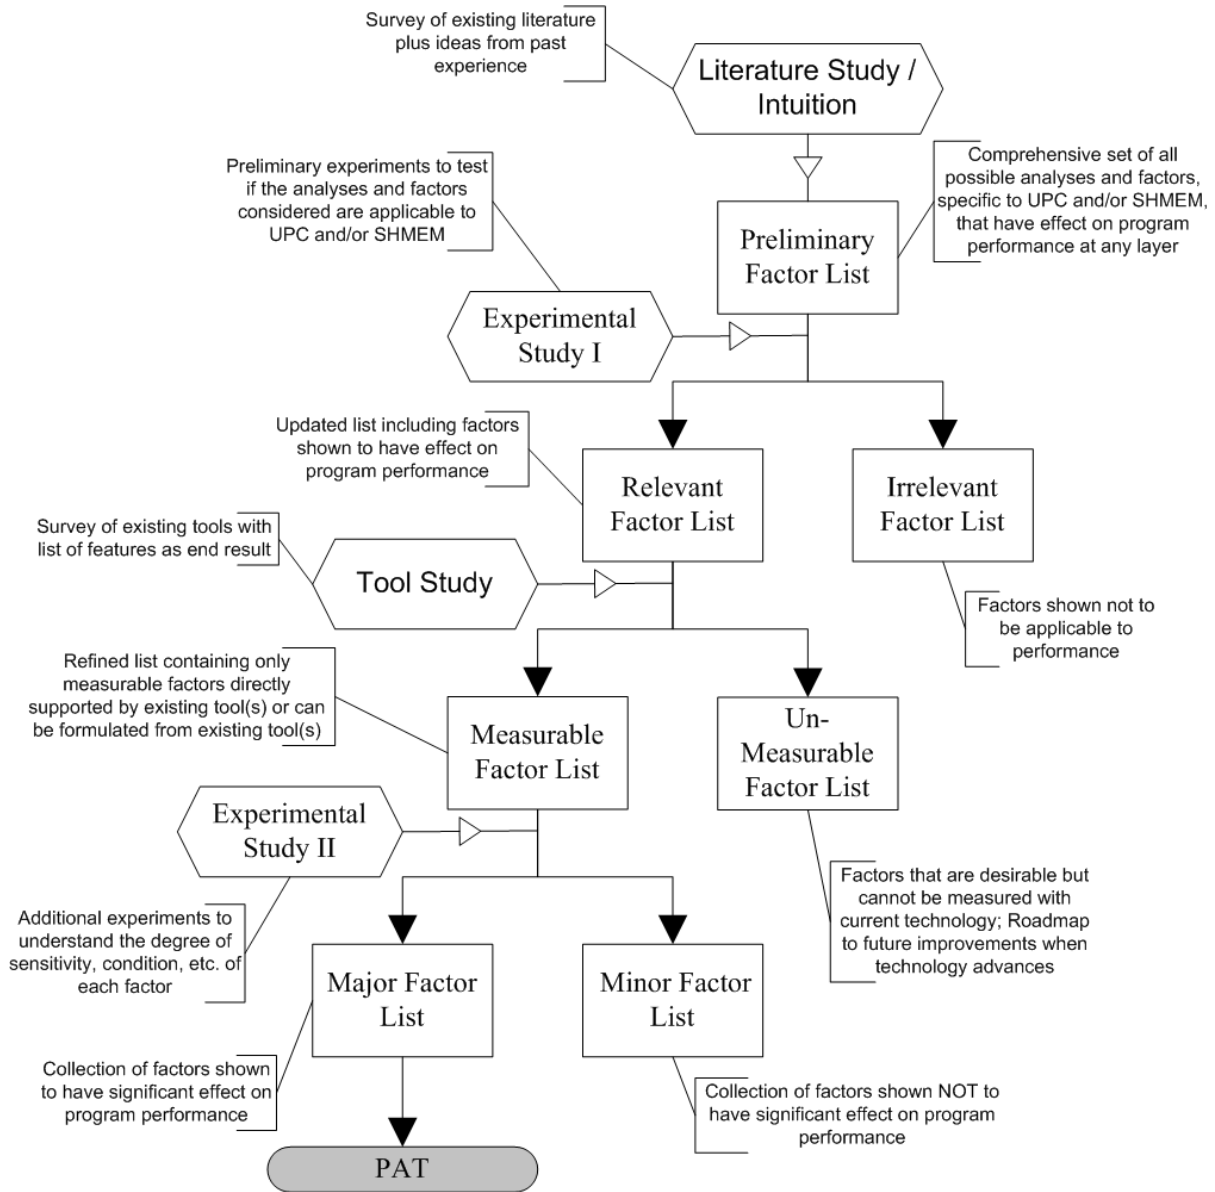 Survey of existing literature
plus ideas from past
experience
Literature Study /
Intuition
Preliminary experiments to test
if the analyses and factors
considered are applicable to
UPC and/or SHMEM
Comprehensive set of all
possible analyses and factors,
specific to UPC and/or SHMEM,
that have effect on program
performance at any layer
Preliminary
Factor List
Experimental
Study I
Updated list including factors
shown to have effect on
program performance
Relevant
Factor List
Irrelevant
Factor List
Survey of existing tools with
list of features as end result
Tool Study
Factors shown not to
be applicable to
performance
Refined list containing only
measurable factors directly
supported by existing tool(s) or can
be formulated from existing tool(s)
Measurable
Factor List
Un-
Measurable
Factor List
Experimental
Study II
Factors that are desirable but
cannot be measured with
current technology; Roadmap
to future improvements when
technology advances
Additional experiments to
understand the degree of
sensitivity, condition, etc. of
each factor
Major Factor
List
Minor Factor
List
Collection of factors shown
to have significant effect on
program performance
Collection of factors shown NOT to
have significant effect on program
performance
PAT